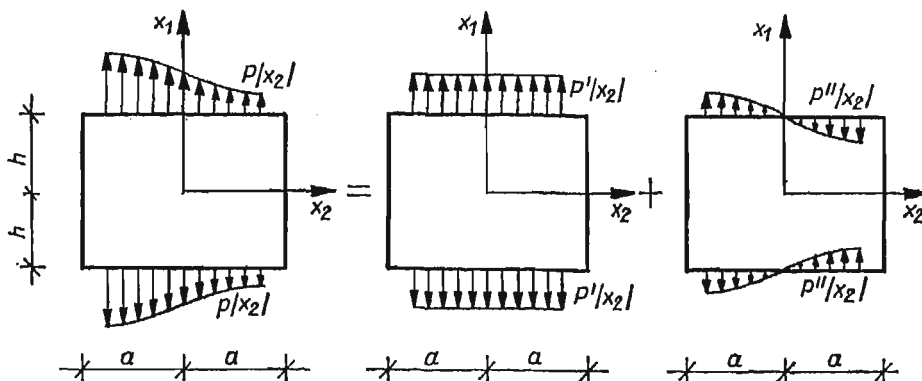 x₁
x₁
x₁
p/x₂/
p'/x₂/
p"/x₂/
h
h
x₂
=
x₂
+
x₂
p/x₂/
p'/x₂/
p"/x₂/
a
a
a
a
a
a